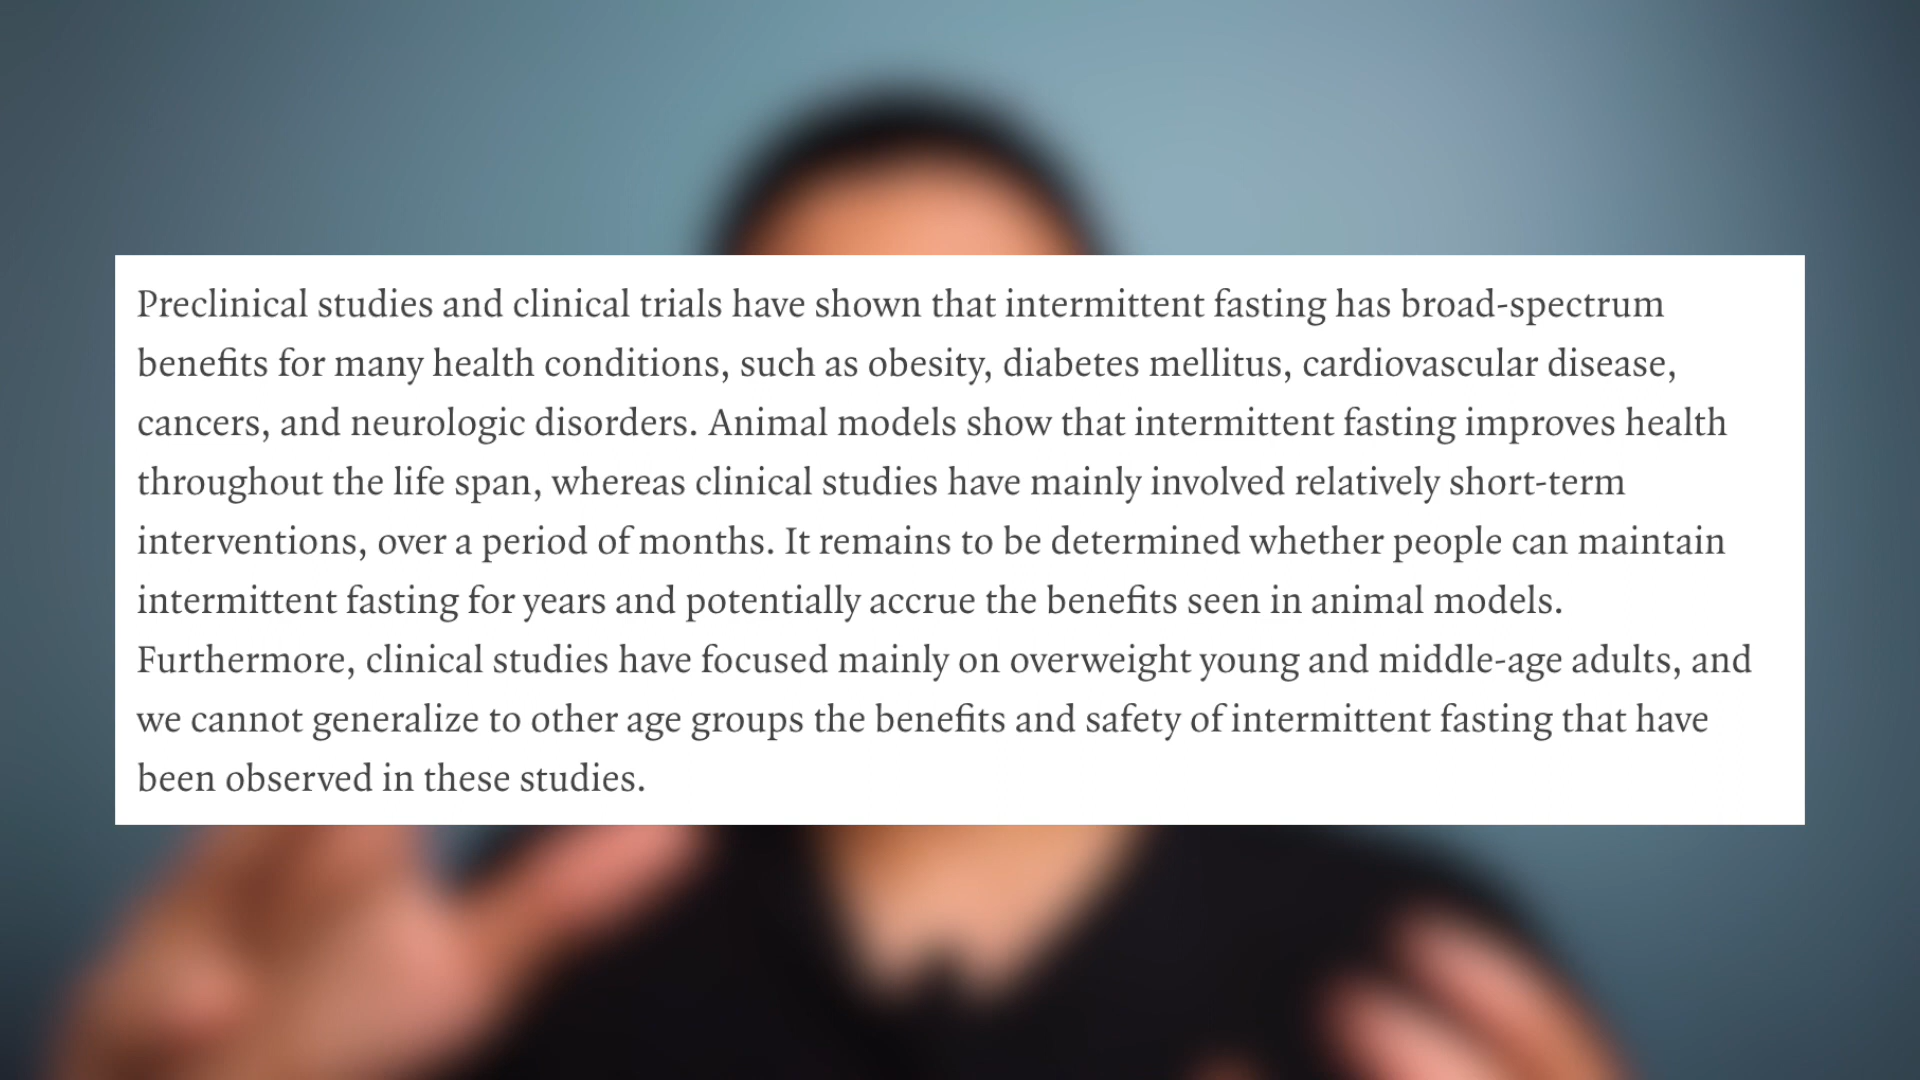 Preclinical studies and clinical trials have shown that intermittent fasting has broad-spectrum
benefits for many health conditions, such as obesity, diabetes mellitus, cardiovascular disease,
cancers, and neurologic disorders. Animal models show that intermittent fasting improves health
throughout the life span, whereas clinical studies have mainly involved relatively short-term
interventions, over a period of months. It remains to be determined whether people can maintain
intermittent fasting for years and potentially accrue the benefits seen in animal models.
Furthermore, clinical studies have focused mainly on overweight young and middle-age adults, and
we cannot generalize to other age groups the benefits and safety of intermittent fasting that have
been observed in these studies.